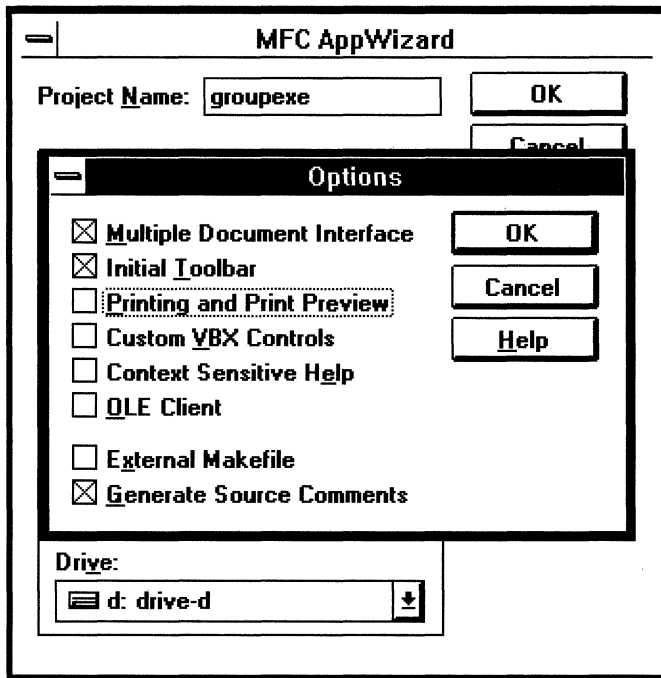 MFC AppWizard
Project Name: groupexe
OK
Cancel
Options
Multiple Document Interface
Initial Toolbar
Printing and Print Preview
Custom VBX Controls
Context Sensitive Help
OLE Client
External Makefile
Generate Source Comments
OK
Cancel
Help
Drive:
d: drive-d